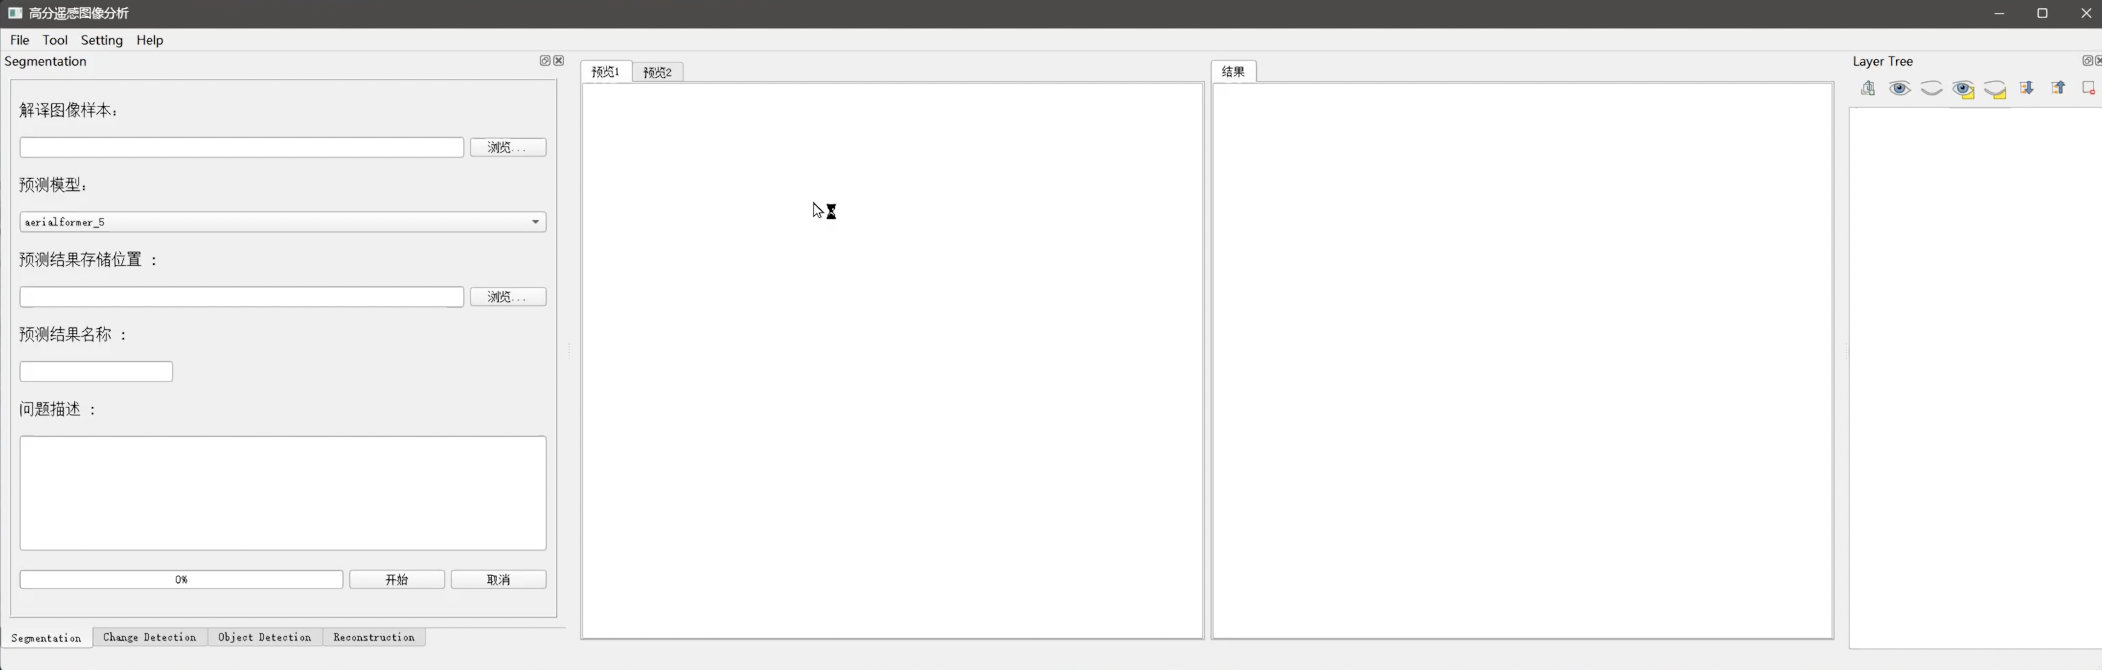 高分遥感图像分析
File Tool Setting Help
Segmentation
解译图像样本：
浏览...
预测模型：
aerialformer_5
预测结果存储位置 ：
浏览...
预测结果名称 ：
问题描述 ：
0% 开始 取消
Segmentation Change Detection Object Detection Reconstruction
预览1 预览2
结果
Layer Tree